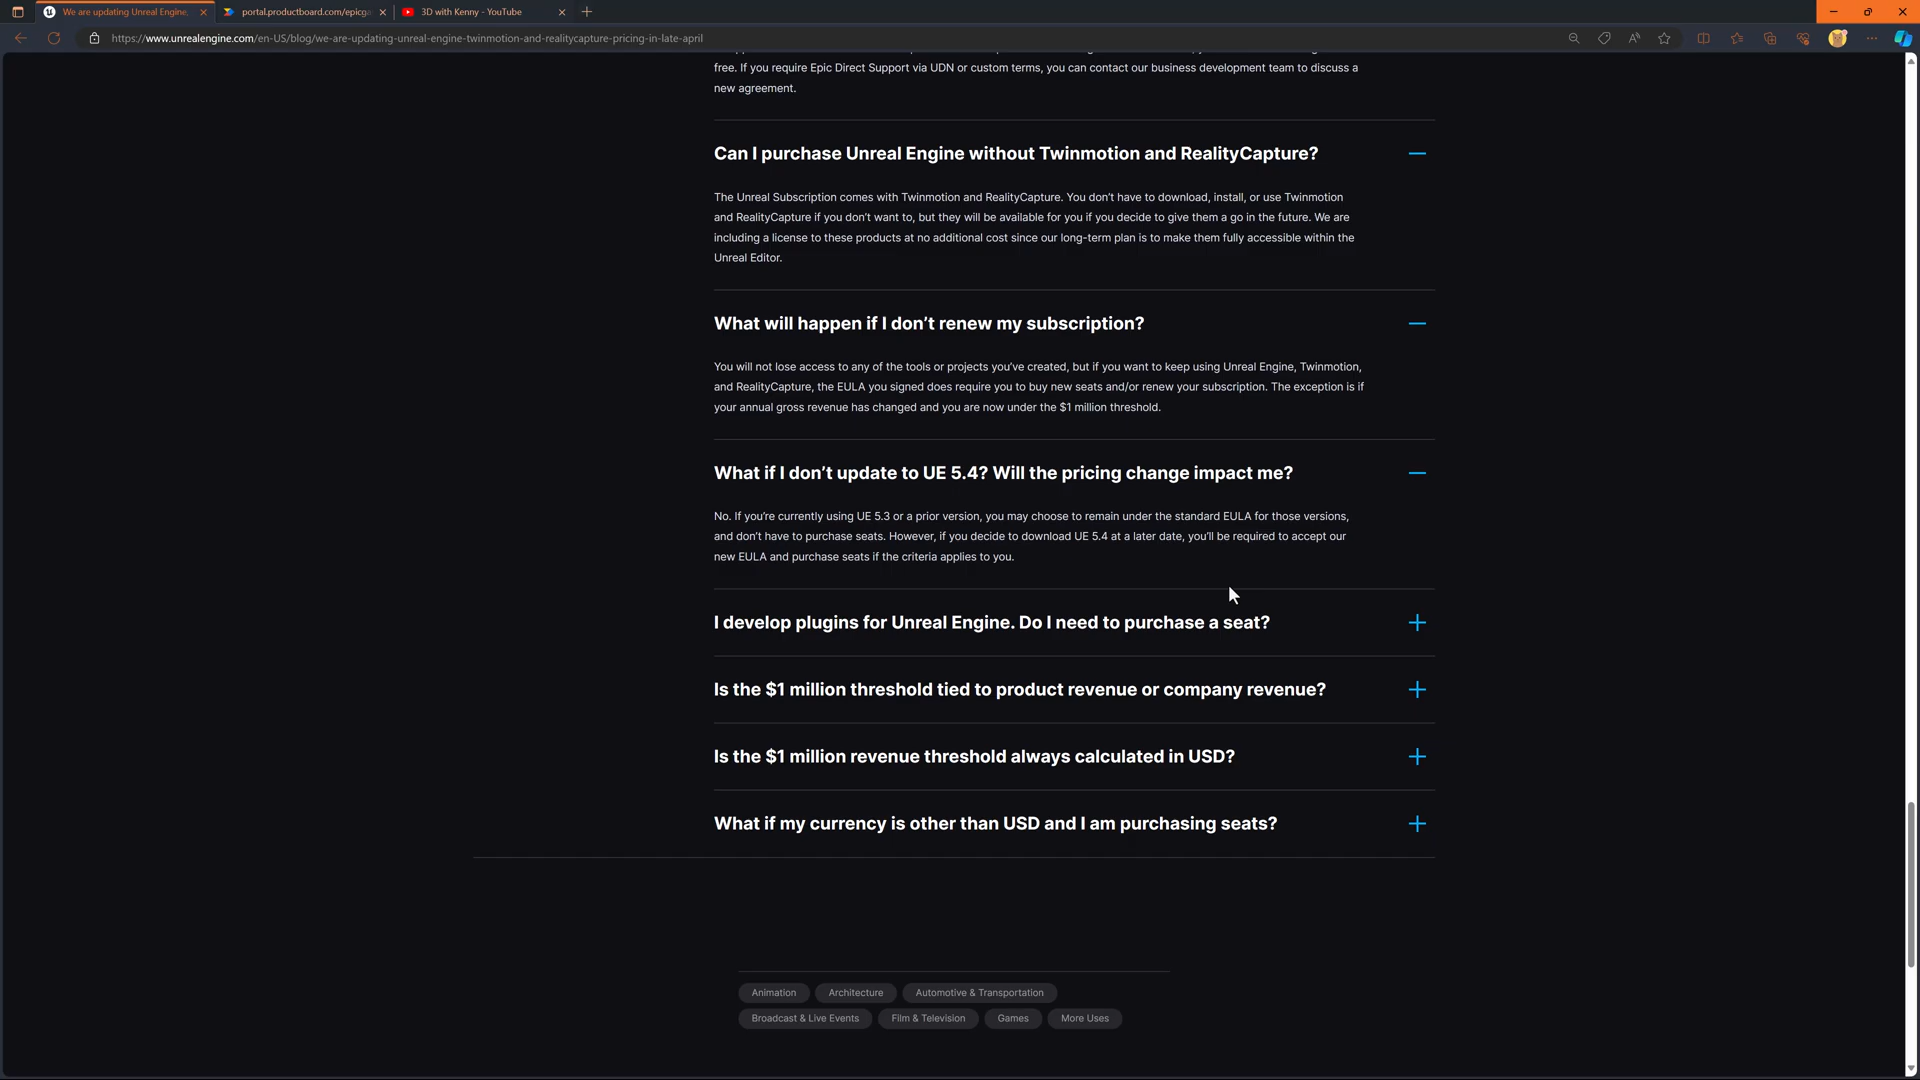 We are updating Unreal Engine,
portal.productboard.com/epicga
3D with Kenny - YouTube
https://www.unrealengine.com/en-US/blog/we-are-updating-unreal-engine-twinmotion-and-realitycapture-pricing-in-late-april
free. If you require Epic Direct Support via UDN or custom terms, you can contact our business development team to discuss a
new agreement.
Can I purchase Unreal Engine without Twinmotion and RealityCapture?
The Unreal Subscription comes with Twinmotion and RealityCapture. You don’t have to download, install, or use Twinmotion
and RealityCapture if you don’t want to, but they will be available for you if you decide to give them a go in the future. We are
including a license to these products at no additional cost since our long-term plan is to make them fully accessible within the
Unreal Editor.
What will happen if I don’t renew my subscription?
You will not lose access to any of the tools or projects you’ve created, but if you want to keep using Unreal Engine, Twinmotion,
and RealityCapture, the EULA you signed does require you to buy new seats and/or renew your subscription. The exception is if
your annual gross revenue has changed and you are now under the $1 million threshold.
What if I don’t update to UE 5.4? Will the pricing change impact me?
No. If you’re currently using UE 5.3 or a prior version, you may choose to remain under the standard EULA for those versions,
and don’t have to purchase seats. However, if you decide to download UE 5.4 at a later date, you’ll be required to accept our
new EULA and purchase seats if the criteria applies to you.
I develop plugins for Unreal Engine. Do I need to purchase a seat?
Is the $1 million threshold tied to product revenue or company revenue?
Is the $1 million revenue threshold always calculated in USD?
What if my currency is other than USD and I am purchasing seats?
Animation Architecture Automotive & Transportation
Broadcast & Live Events Film & Television Games More Uses